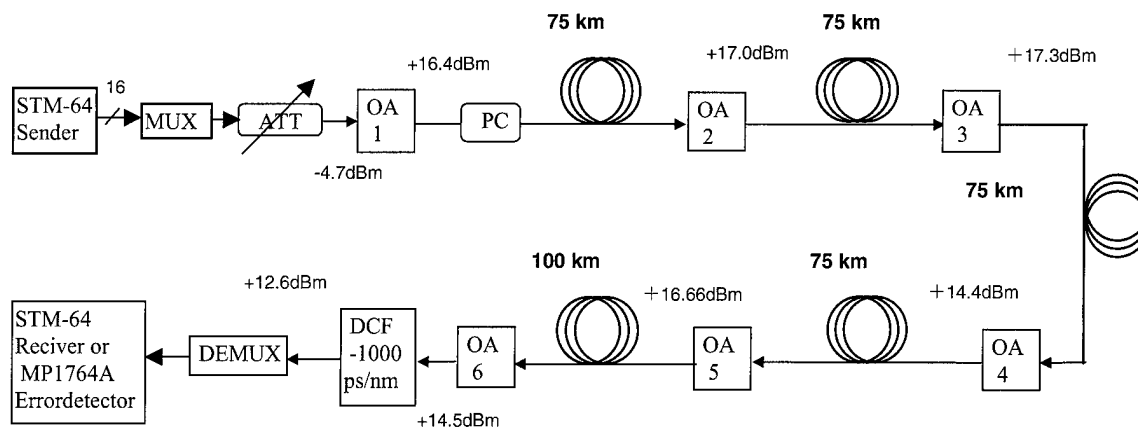 75 km
75 km
+16.4dBm
+17.0dBm
+17.3dBm
16
STM-64
Sender
MUX
ATT
OA
1
PC
OA
2
OA
3
-4.7dBm
75 km
100 km
75 km
+12.6dBm
+16.66dBm
+14.4dBm
STM-64
Reciver or
MP1764A
Errordetector
DEMUX
DCF
-1000
ps/nm
OA
6
OA
5
OA
4
+14.5dBm